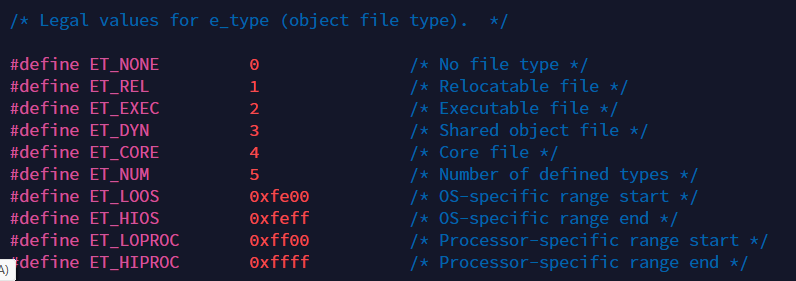 /* Legal values for e_type (object file type).  */
#define ET_NONE 0 /* No file type */
#define ET_REL 1 /* Relocatable file */
#define ET_EXEC 2 /* Executable file */
#define ET_DYN 3 /* Shared object file */
#define ET_CORE 4 /* Core file */
#define ET_NUM 5 /* Number of defined types */
#define ET_LOOS 0xfe00 /* OS-specific range start */
#define ET_HIOS 0xfeff /* OS-specific range end */
#define ET_LOPROC 0xff00 /* Processor-specific range start */
#define ET_HIPROC 0xffff /* Processor-specific range end */
A)